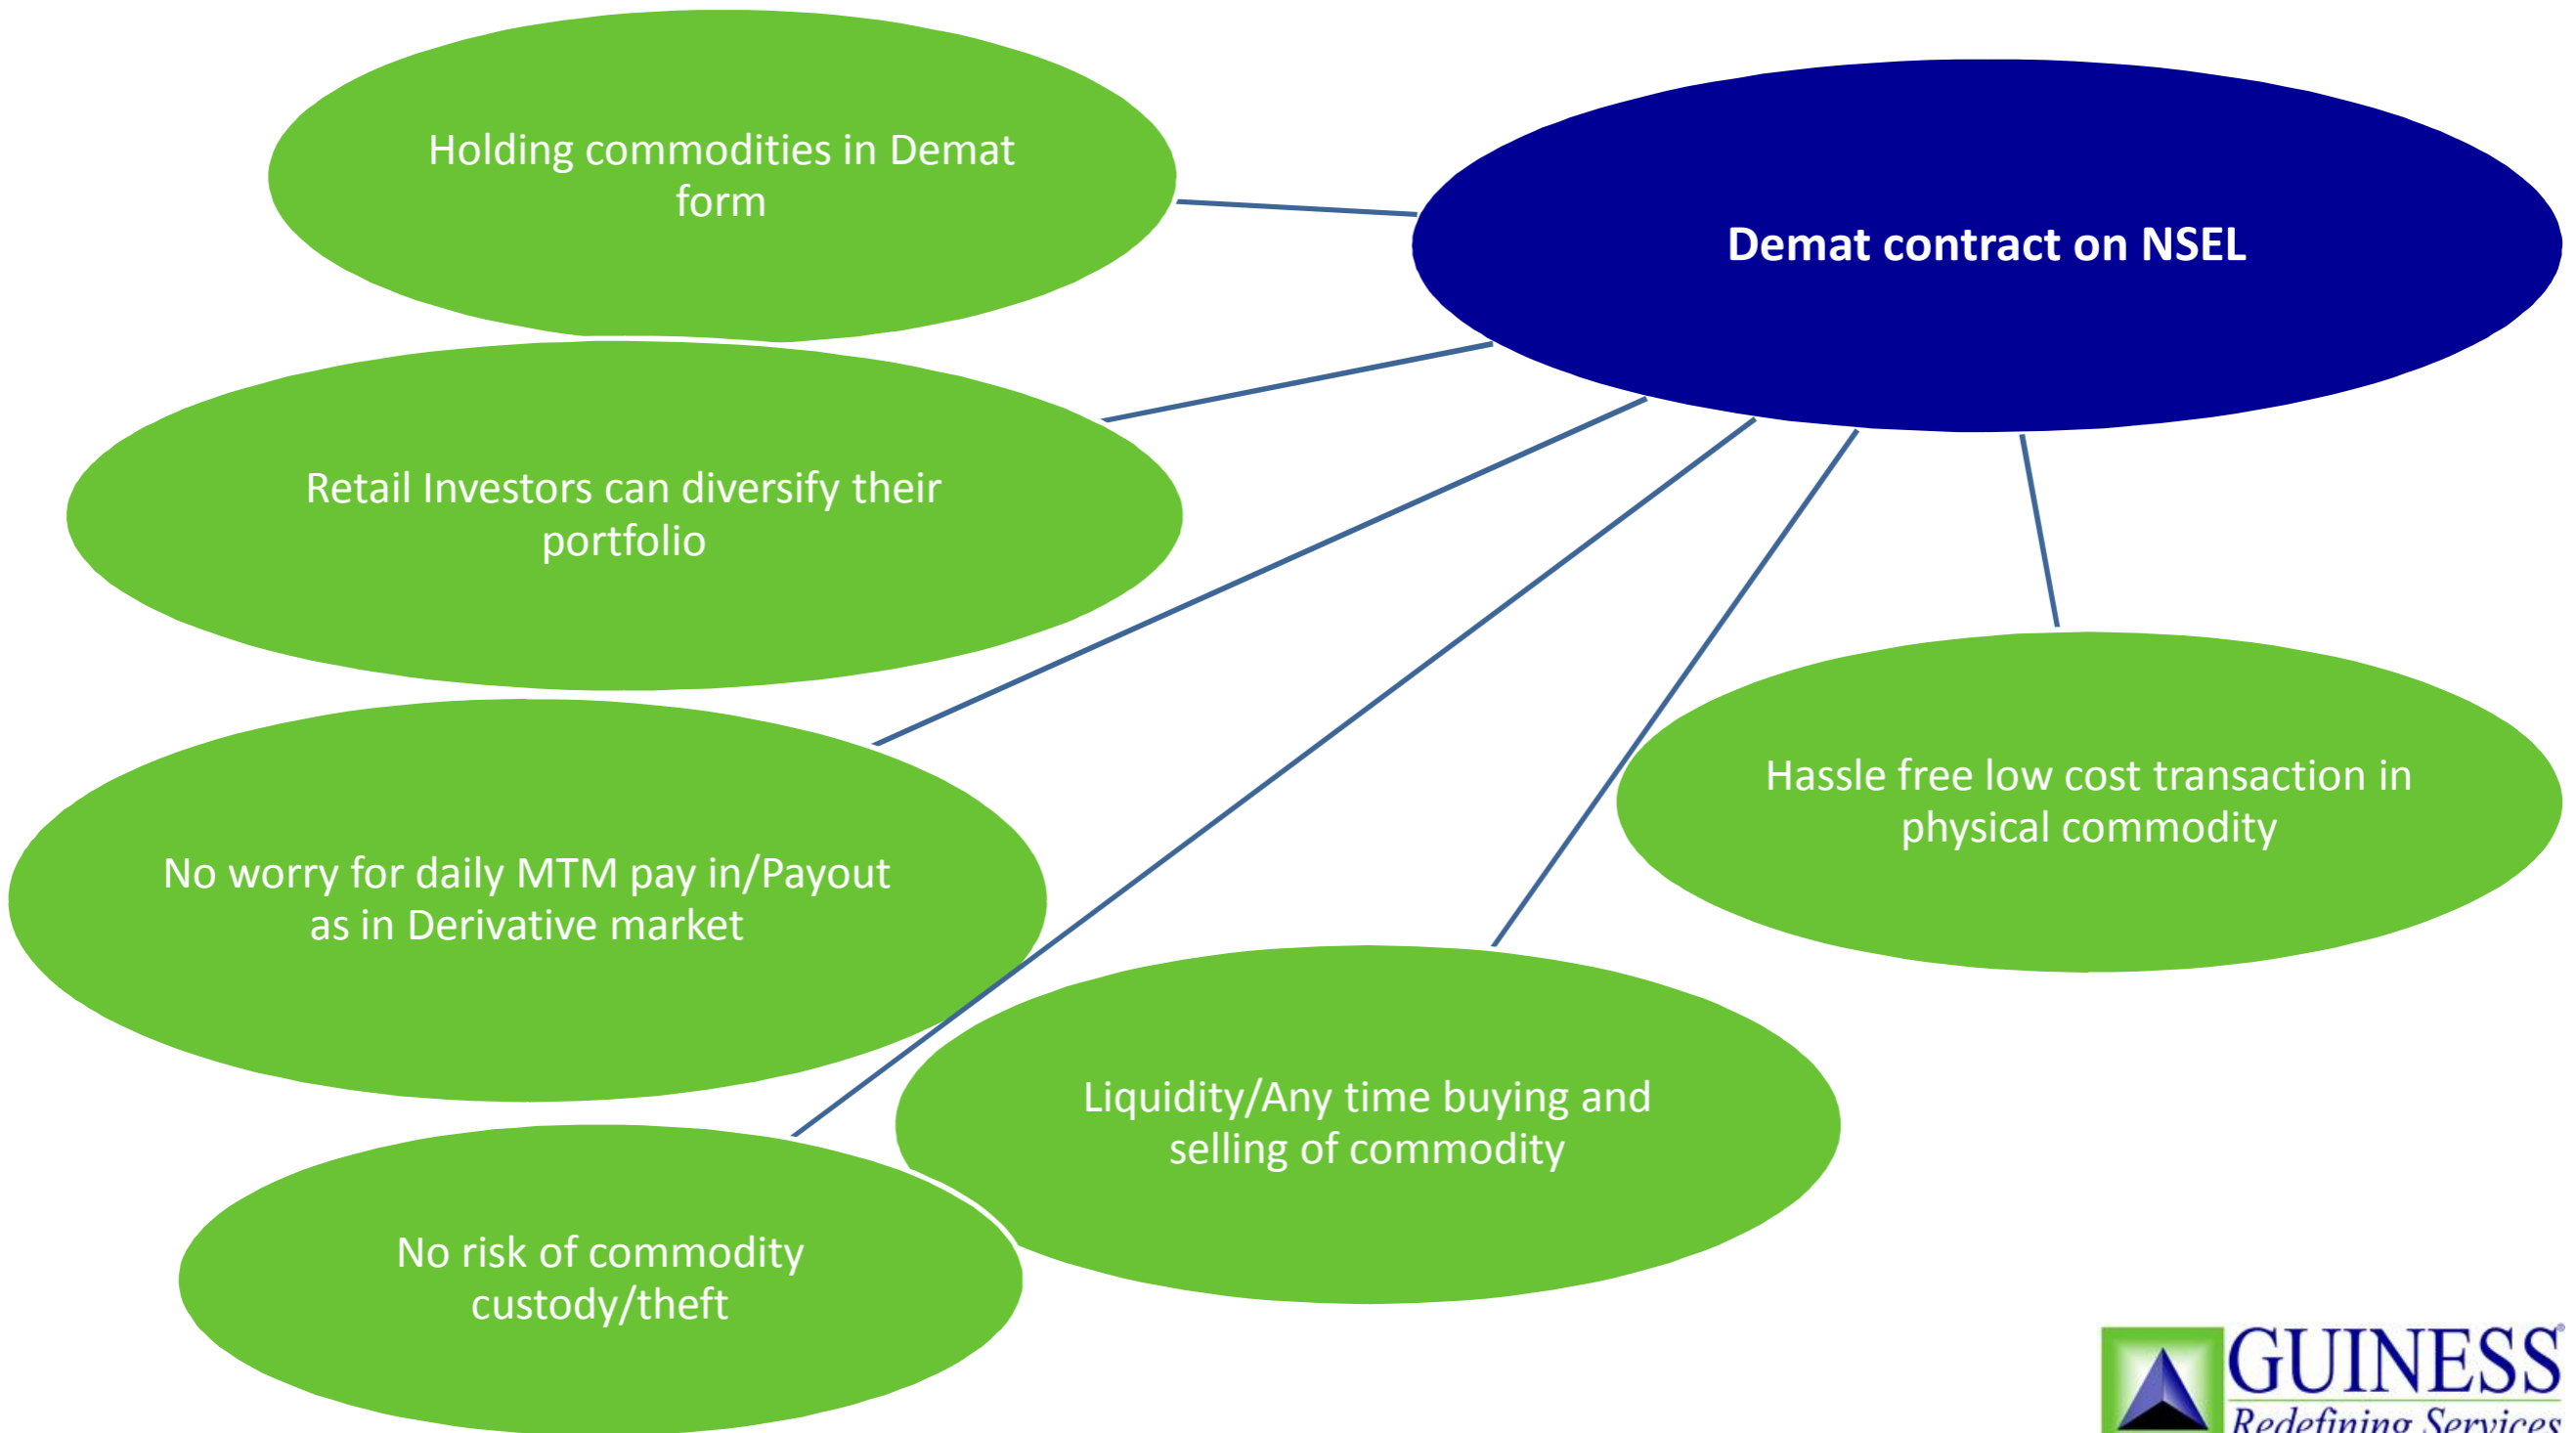 Holding commodities in Demat
form
Demat contract on NSEL
Retail Investors can diversify their
portfolio
No worry for daily MTM pay in/Payout
as in Derivative market
Hassle free low cost transaction in
physical commodity
Liquidity/Any time buying and
selling of commodity
No risk of commodity
custody/theft
GUINESS®
Redefining Services